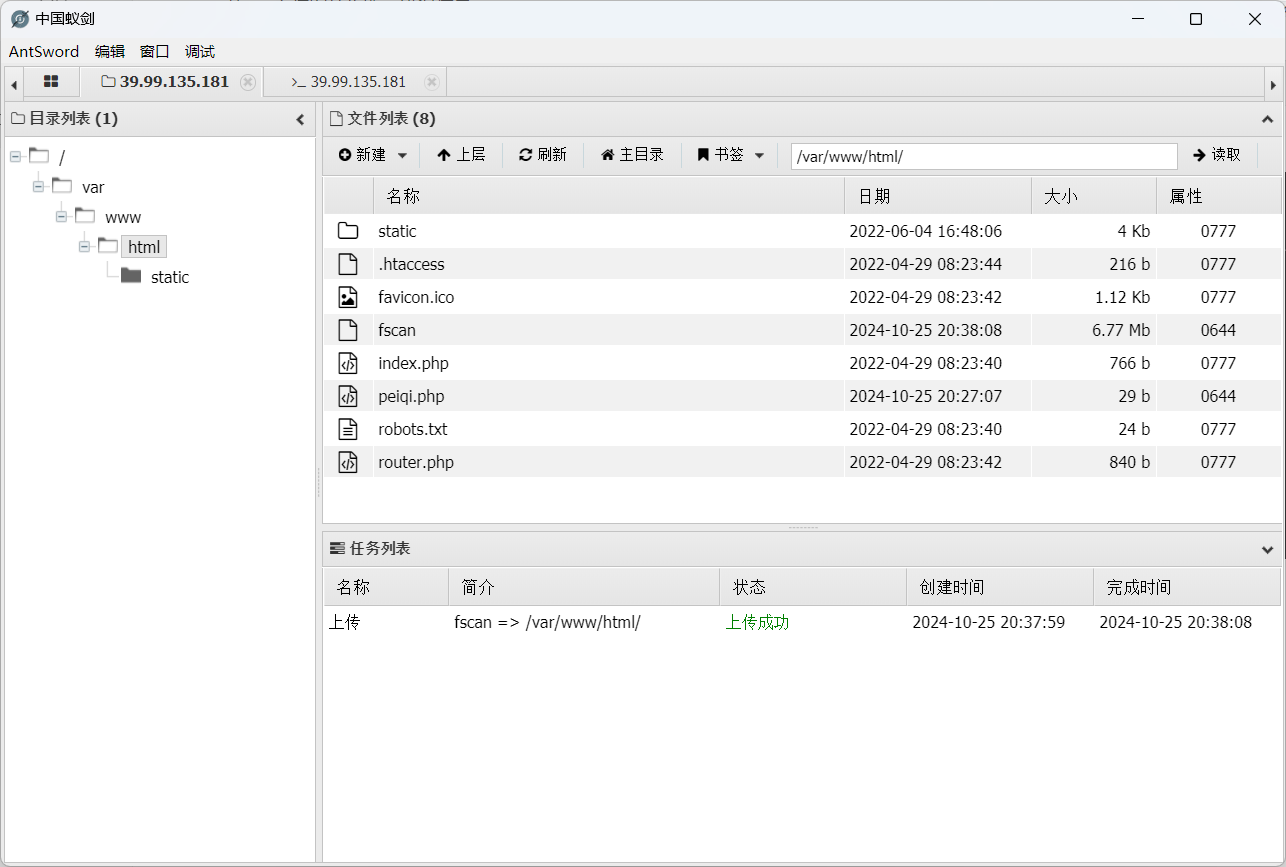 中国蚁剑
AntSword 编辑 窗口 调试
39.99.135.181 >_ 39.99.135.181
目录列表 (1)
/
var
www
html
static
文件列表 (8)
新建 上层 刷新 主目录 书签 /var/www/html/ 读取
名称 日期 大小 属性
static 2022-06-04 16:48:06 4 Kb 0777
.htaccess 2022-04-29 08:23:44 216 b 0777
favicon.ico 2022-04-29 08:23:42 1.12 Kb 0777
fscan 2024-10-25 20:38:08 6.77 Mb 0644
index.php 2022-04-29 08:23:40 766 b 0777
peiqi.php 2024-10-25 20:27:07 29 b 0644
robots.txt 2022-04-29 08:23:40 24 b 0777
router.php 2022-04-29 08:23:42 840 b 0777
任务列表
名称 简介 状态 创建时间 完成时间
上传 fscan => /var/www/html/ 上传成功 2024-10-25 20:37:59 2024-10-25 20:38:08